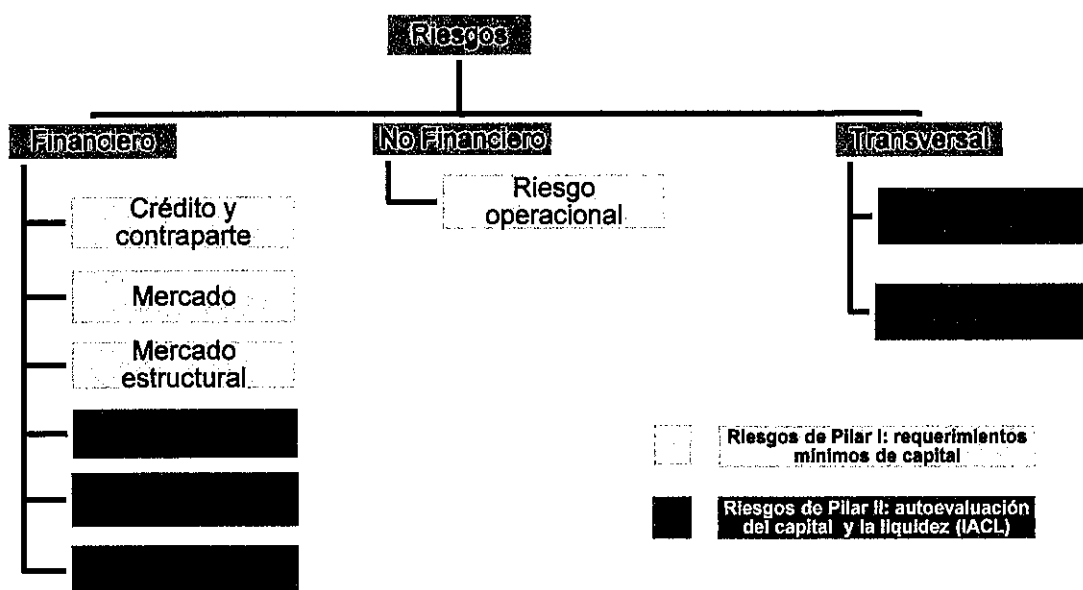 Riesgos
Financiero
No Financiero
Transversal
Crédito y
contraparte
Mercado
Mercado
estructural
Riesgo
operacional
Riesgos de Pilar I: requerimientos
mínimos de capital
Riesgos de Pilar II: autoevaluación
del capital y la liquidez (IACL)